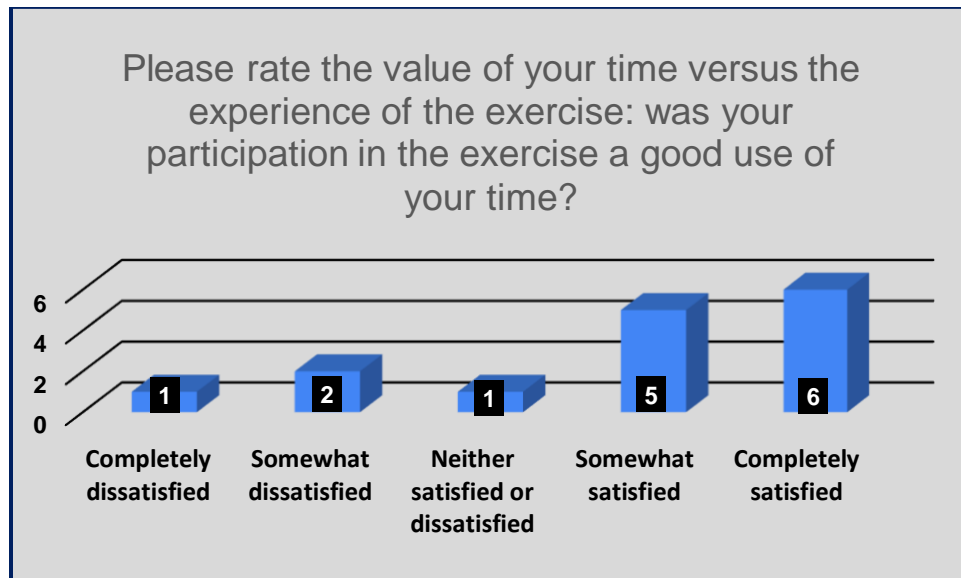 Please rate the value of your time versus the
experience of the exercise: was your
participation in the exercise a good use of
your time?
6
4
2
0
1
2
1
5
6
Completely
dissatisfied
Somewhat
dissatisfied
Neither
satisfied or
dissatisfied
Somewhat
satisfied
Completely
satisfied